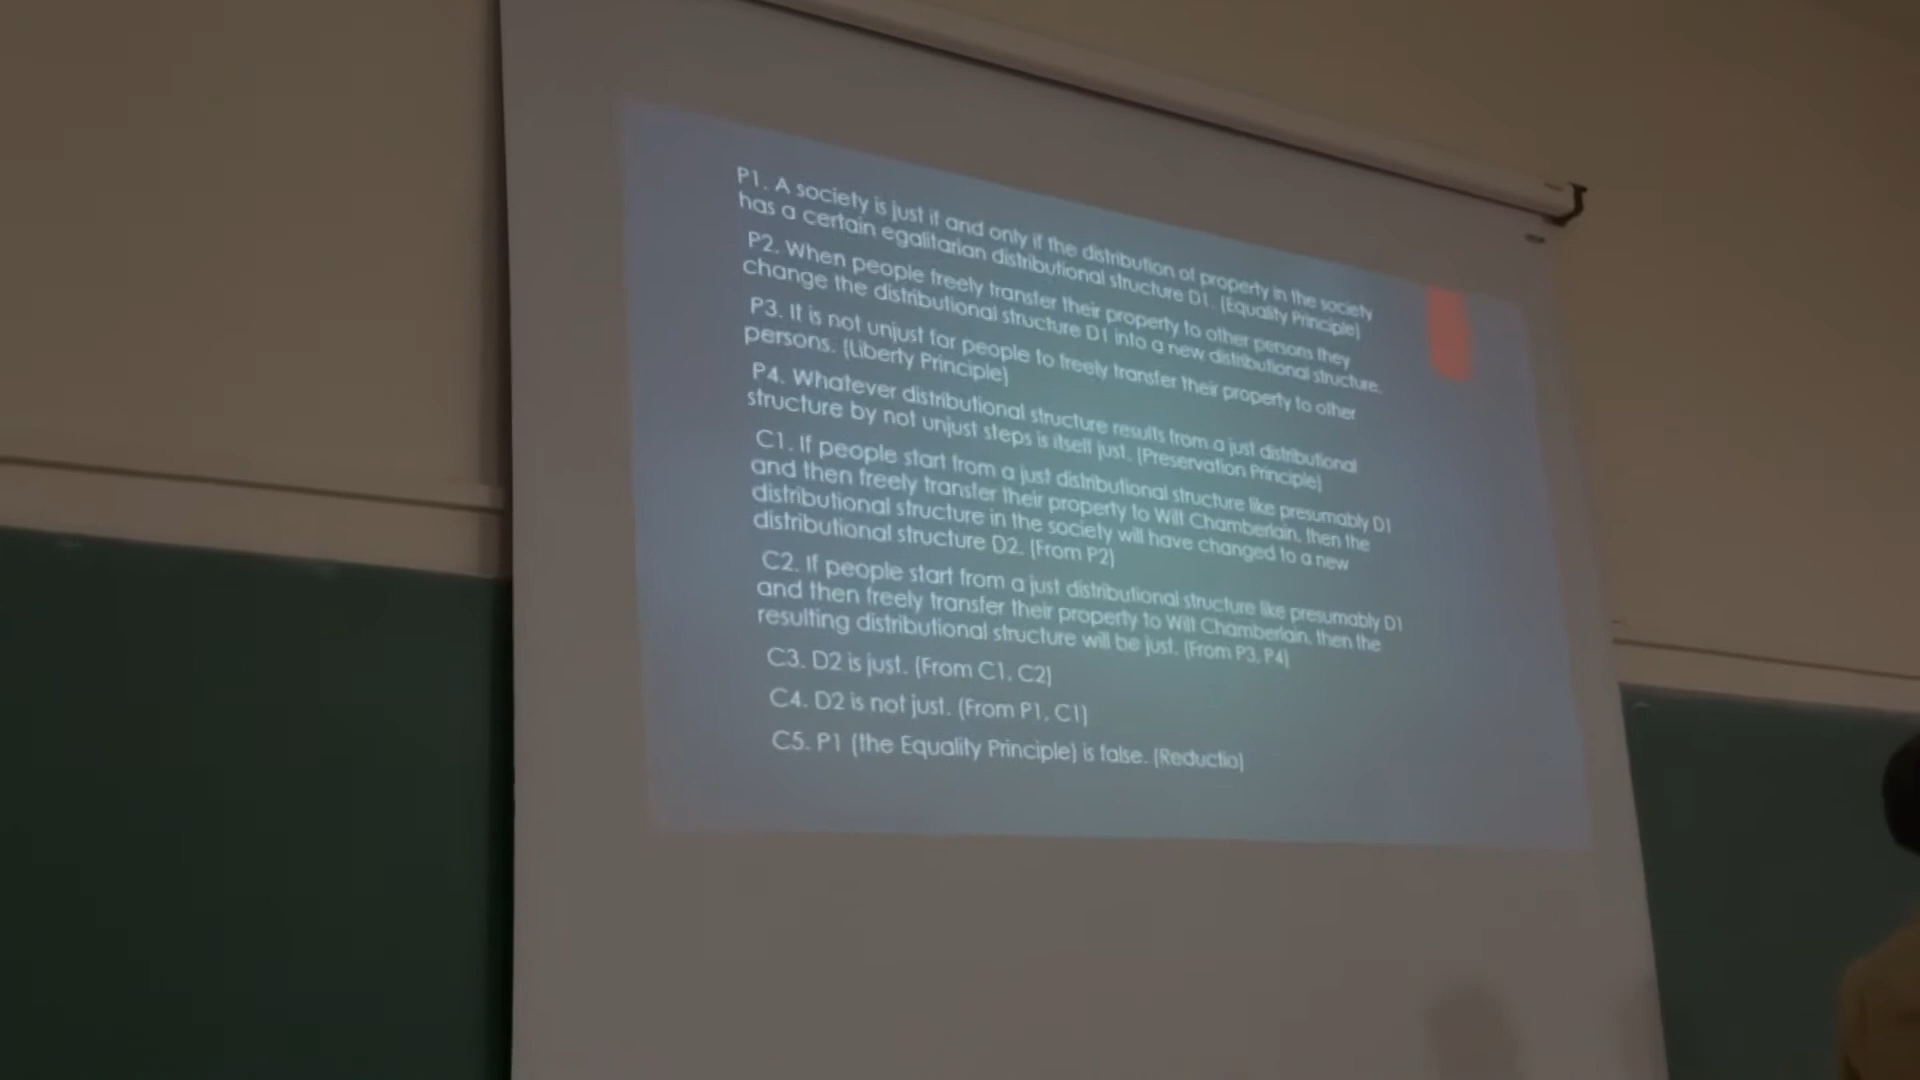 P1. A society is just if and only if the distribution of property in the society
has a certain egalitarian distributional structure D1. (Equality Principle)
P2. When people freely transfer their property to other persons they
change the distributional structure D1 into a new distributional structure.
P3. It is not unjust for people to freely transfer their property to other
persons. (Liberty Principle)
P4. Whatever distributional structure results from a just distributional
structure by not unjust steps is itself just. (Preservation Principle)
C1. If people start from a just distributional structure like presumably D1
and then freely transfer their property to Wilt Chamberlain, then the
distributional structure in the society will have changed to a new
distributional structure D2. (From P2)
C2. If people start from a just distributional structure like presumably D1
and then freely transfer their property to Wilt Chamberlain, then the
resulting distributional structure will be just. (From P3, P4)
C3. D2 is just. (From C1, C2)
C4. D2 is not just. (From P1, C1)
C5. P1 (the Equality Principle) is false. (Reductio)